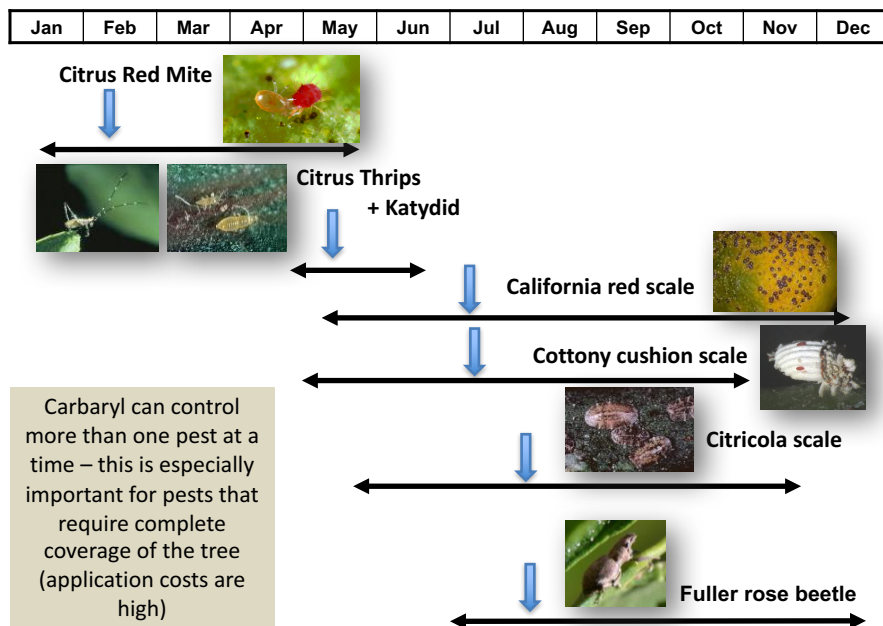 Jan Feb Mar Apr May Jun Jul Aug Sep Oct Nov Dec
Citrus Red Mite
Citrus Thrips
+ Katydid
California red scale
Cottony cushion scale
Citricola scale
Fuller rose beetle
Carbaryl can control
more than one pest at a
time – this is especially
important for pests that
require complete
coverage of the tree
(application costs are
high)